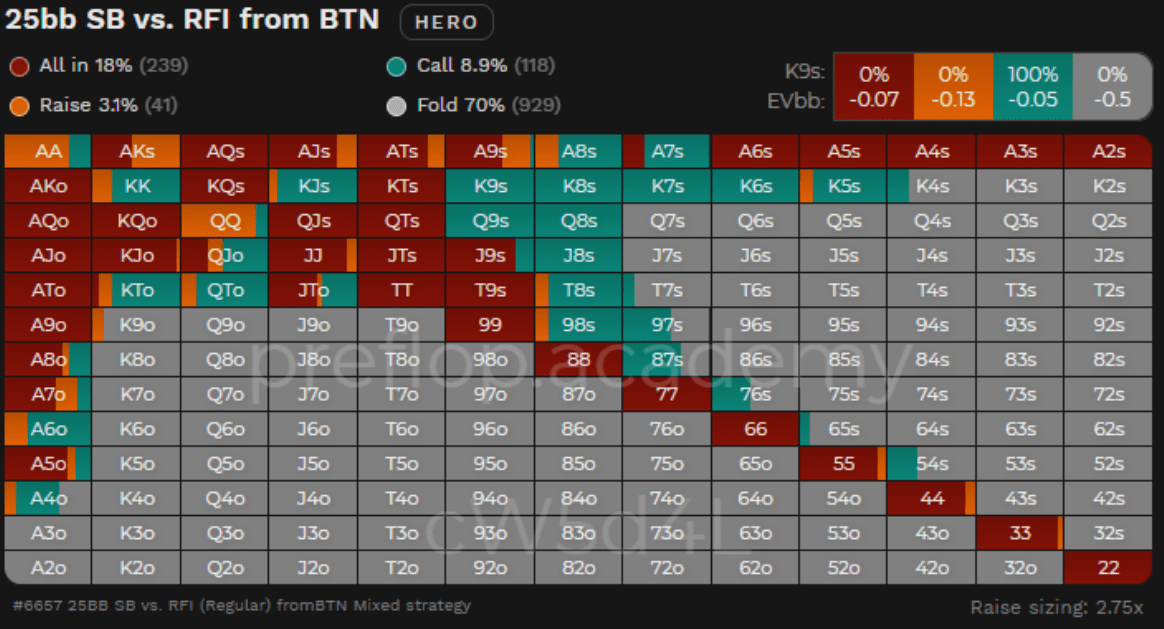 25bb SB vs. RFI from BTN HERO
All in 18% (239) Call 8.9% (118)
Raise 3.1% (41) Fold 70% (929)
K9s: 0% 0% 100% 0%
EVbb: -0.07 -0.13 -0.05 -0.5
AA AKs AQs AJs ATs A9s A8s A7s A6s A5s A4s A3s A2s
AKo KK KQs KJs KTs K9s K8s K7s K6s K5s K4s K3s K2s
AQo KQo QQ QJs QTs Q9s Q8s Q7s Q6s Q5s Q4s Q3s Q2s
AJo KJo QJo JJ JTs J9s J8s J7s J6s J5s J4s J3s J2s
ATo KTo QTo JTo TT T9s T8s T7s T6s T5s T4s T3s T2s
A9o K9o Q9o J9o T9o 99 98s 97s 96s 95s 94s 93s 92s
A8o K8o Q8o J8o T8o 98o 88 87s 86s 85s 84s 83s 82s
preflop.academy
A7o K7o Q7o J7o T7o 97o 87o 77 76s 75s 74s 73s 72s
A6o K6o Q6o J6o T6o 96o 86o 76o 66 65s 64s 63s 62s
A5o K5o Q5o J5o T5o 95o 85o 75o 65o 55 54s 53s 52s
A4o K4o Q4o J4o T4o 94o 84o 74o 64o 54o 44 43s 42s
A3o K3o Q3o J3o T3o 93o 83o 73o 63o 53o 43o 33 32s
cW5d4L
A2o K2o Q2o J2o T2o 92o 82o 72o 62o 52o 42o 32o 22
#6657 25BB SB vs. RFI (Regular) fromBTN Mixed strategy
Raise sizing: 2.75x